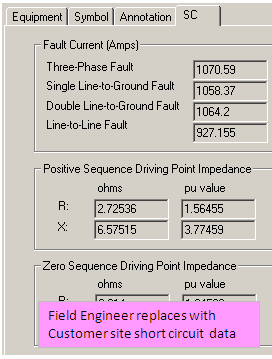 Equipment Symbol Annotation SC
Fault Current (Amps)
Three-Phase Fault 1070.59
Single Line-to-Ground Fault 1058.37
Double Line-to-Ground Fault 1064.2
Line-to-Line Fault 927.155
Positive Sequence Driving Point Impedance
ohms pu value
R: 2.72536 1.56455
X: 6.57515 3.77459
Zero Sequence Driving Point Impedance
ohms pu value
Field Engineer replaces with
Customer site short circuit data